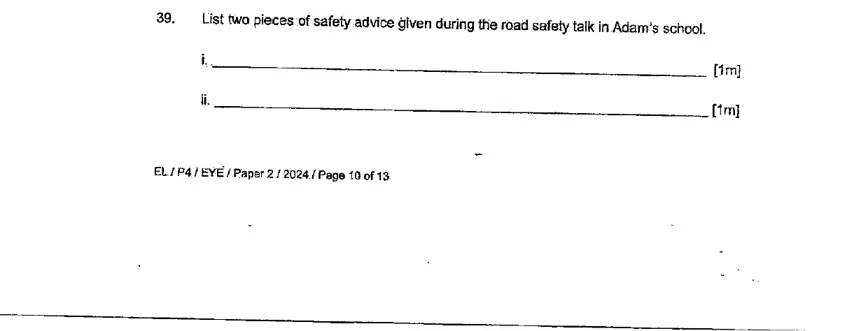 39. List two pieces of safety advice given during the road safety talk in Adam's school.
i. [1m]
ii. [1m]
EL / P4 / EYE / Paper 2 / 2024 / Page 10 of 13